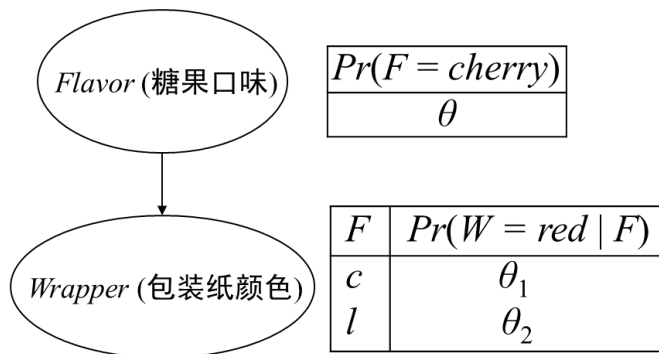 Flavor (糖果口味)
Pr(F = cherry)
θ
Wrapper (包装纸颜色)
F Pr(W = red | F)
c θ₁
l θ₂